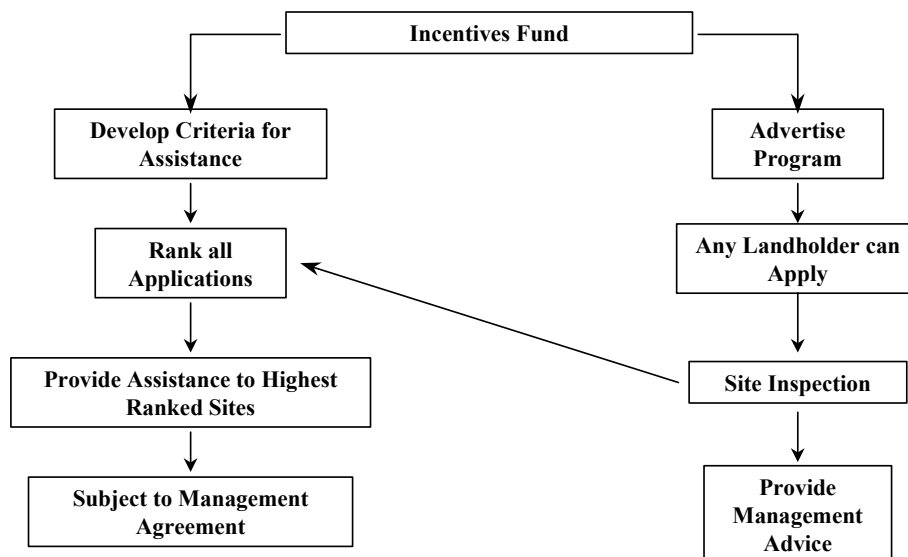 Incentives Fund
Develop Criteria for
Assistance
Advertise
Program
Rank all
Applications
Any Landholder can
Apply
Provide Assistance to Highest
Ranked Sites
Site Inspection
Subject to Management
Agreement
Provide
Management
Advice